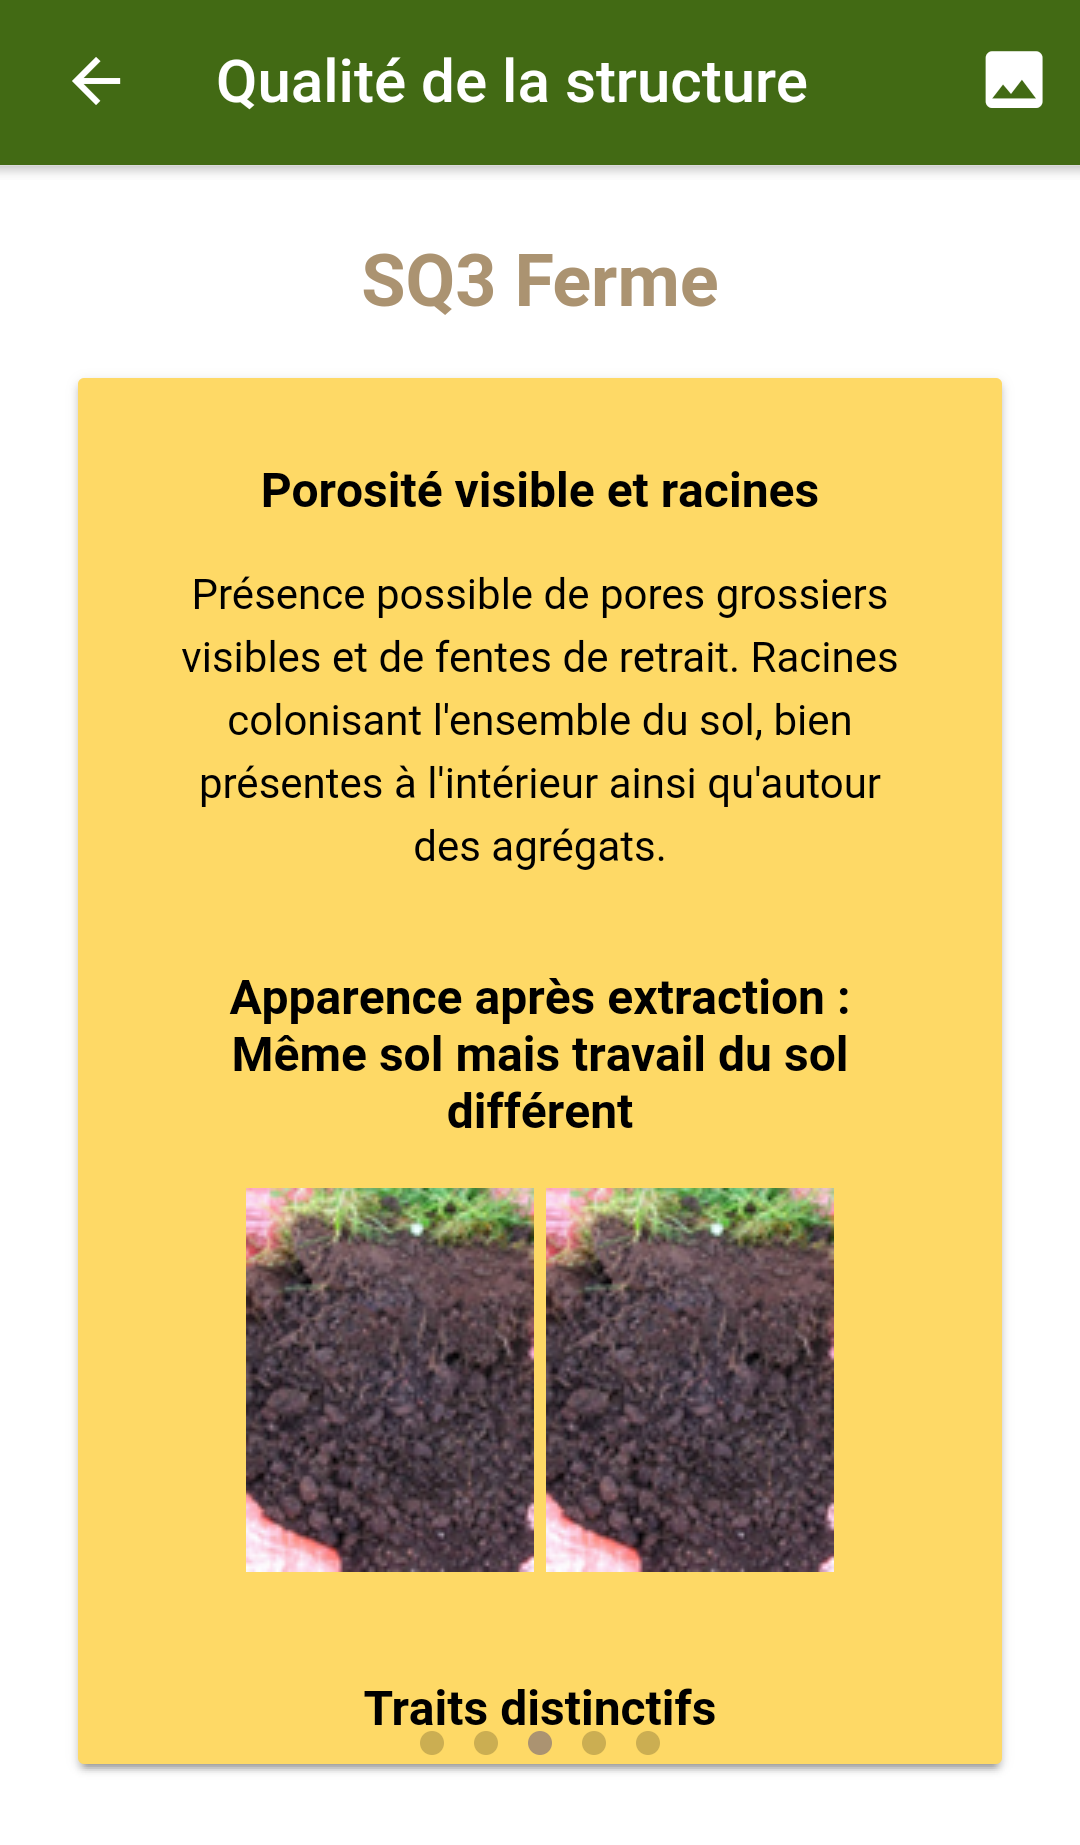 Qualité de la structure
SQ3 Ferme
Porosité visible et racines
Présence possible de pores grossiers
visibles et de fentes de retrait. Racines
colonisant l'ensemble du sol, bien
présentes à l'intérieur ainsi qu'autour
des agrégats.
Apparence après extraction :
Même sol mais travail du sol
différent
Traits distinctifs